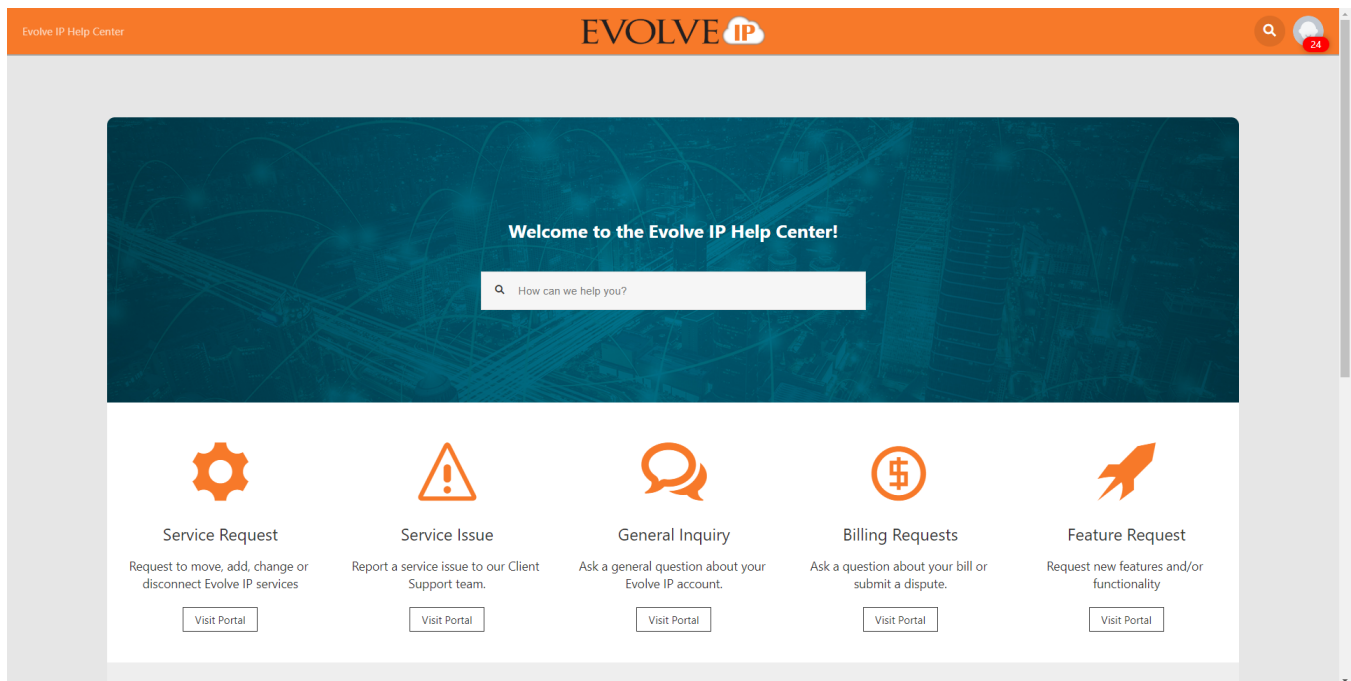 Evolve IP Help Center
EVOLVE IP
24
Welcome to the Evolve IP Help Center!
How can we help you?
Service Request
Request to move, add, change or
disconnect Evolve IP services
Visit Portal
Service Issue
Report a service issue to our Client
Support team.
Visit Portal
General Inquiry
Ask a general question about your
Evolve IP account.
Visit Portal
Billing Requests
Ask a question about your bill or
submit a dispute.
Visit Portal
Feature Request
Request new features and/or
functionality
Visit Portal